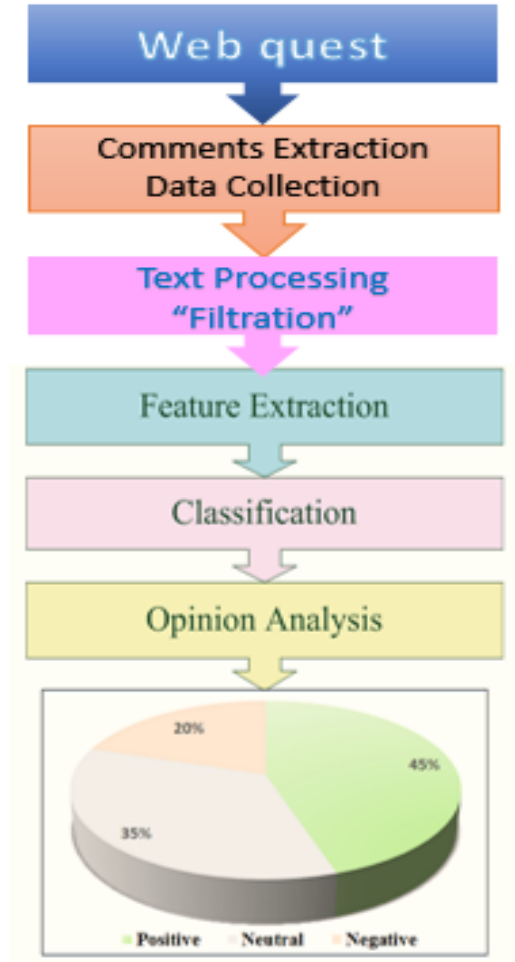 Web quest
Comments Extraction
Data Collection
Text Processing
“Filtration”
Feature Extraction
Classification
Opinion Analysis
20%
45%
35%
Positive Neutral Negative